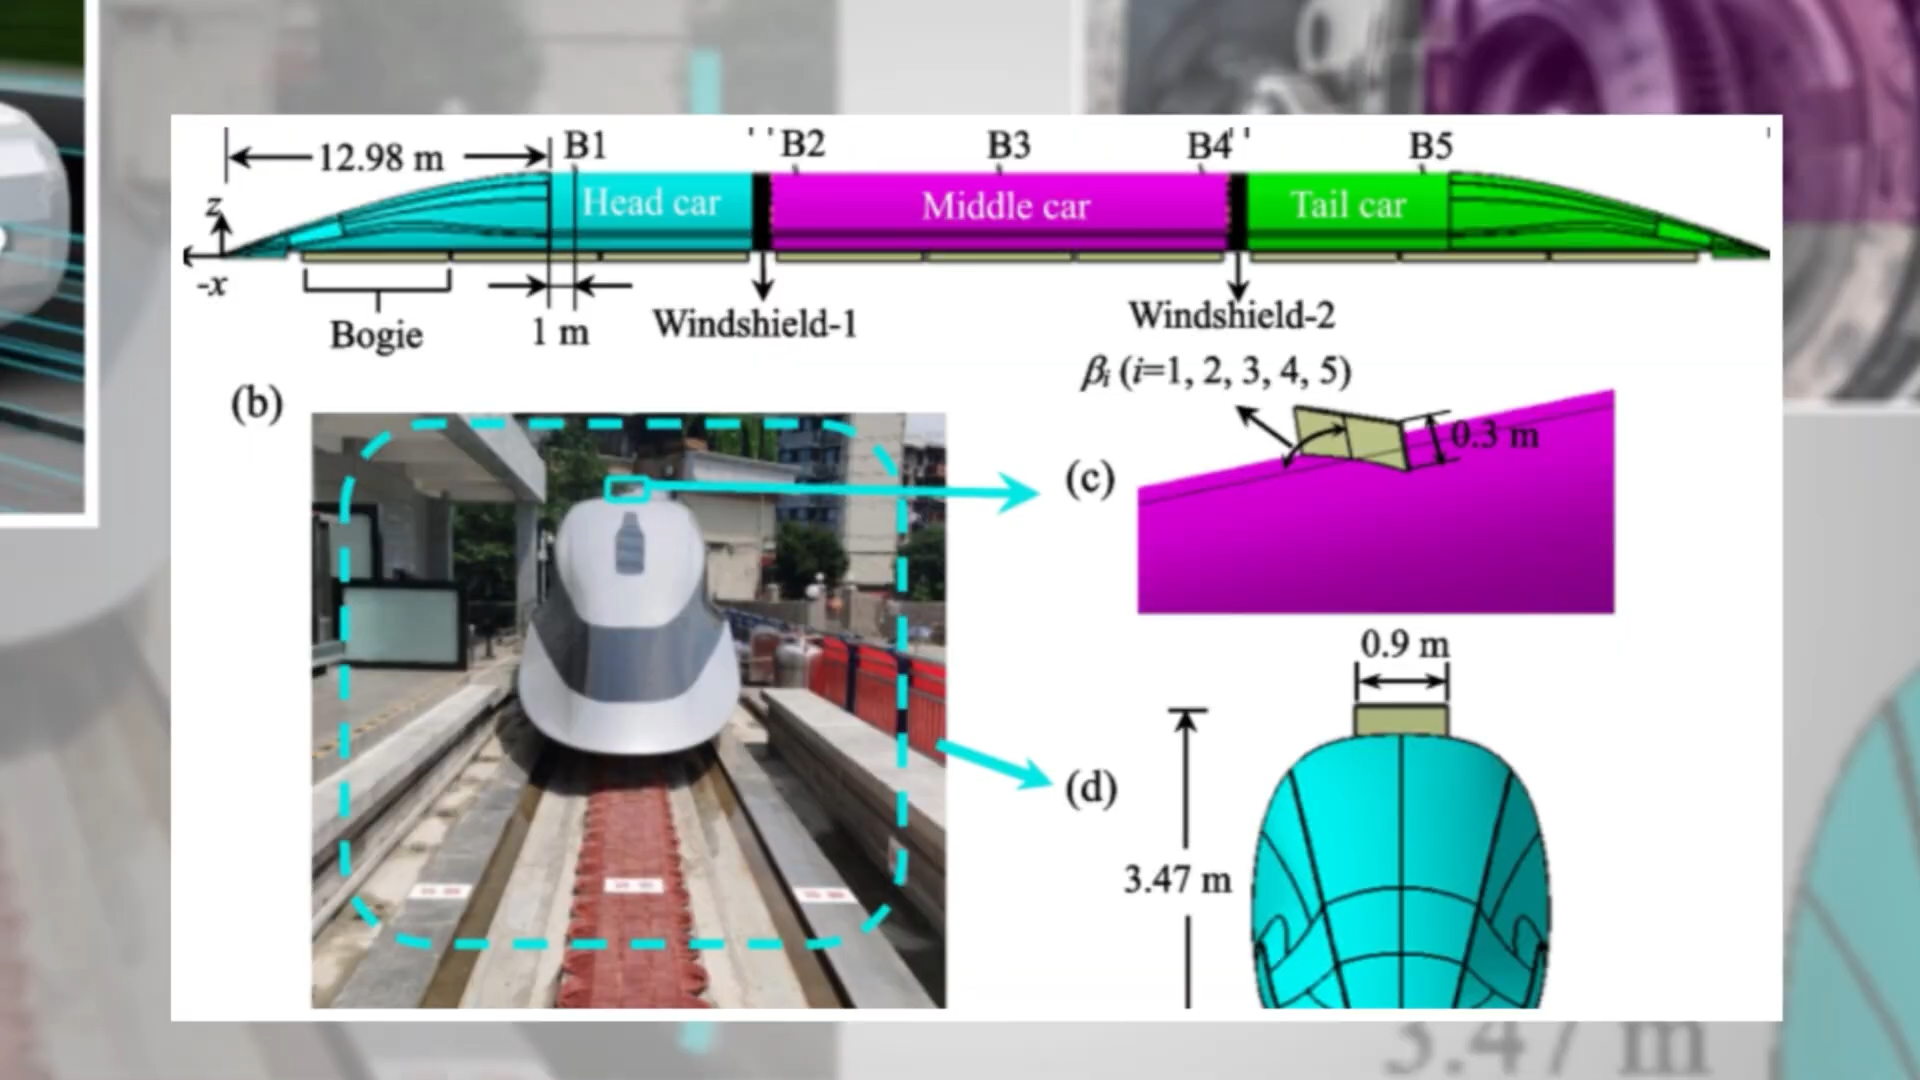 12.98 m
B1
B2
B3
B4
B5
Head car
Middle car
Tail car
z
-x
Bogie
1 m
Windshield-1
Windshield-2
βi (i=1, 2, 3, 4, 5)
(b)
0.3 m
(c)
0.9 m
(d)
3.47 m
3.47 m